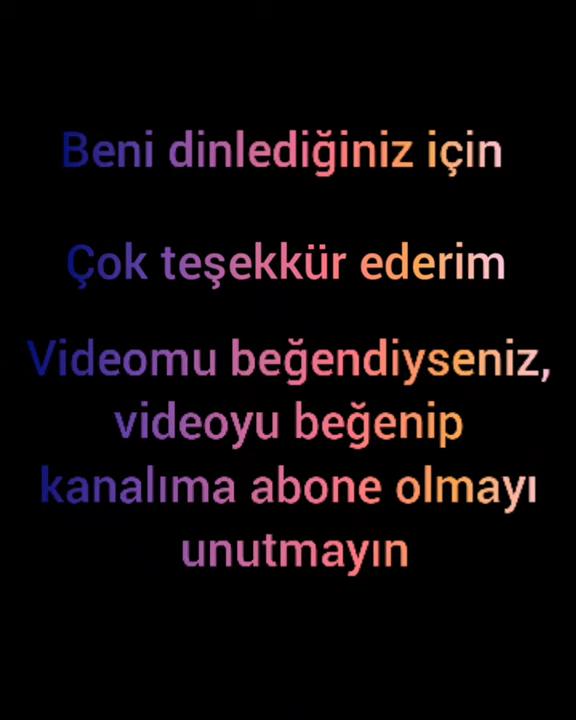 Beni dinlediğiniz için
Çok teşekkür ederim
Videomu beğendiyseniz,
videoyu beğenip
kanalıma abone olmayı
unutmayın